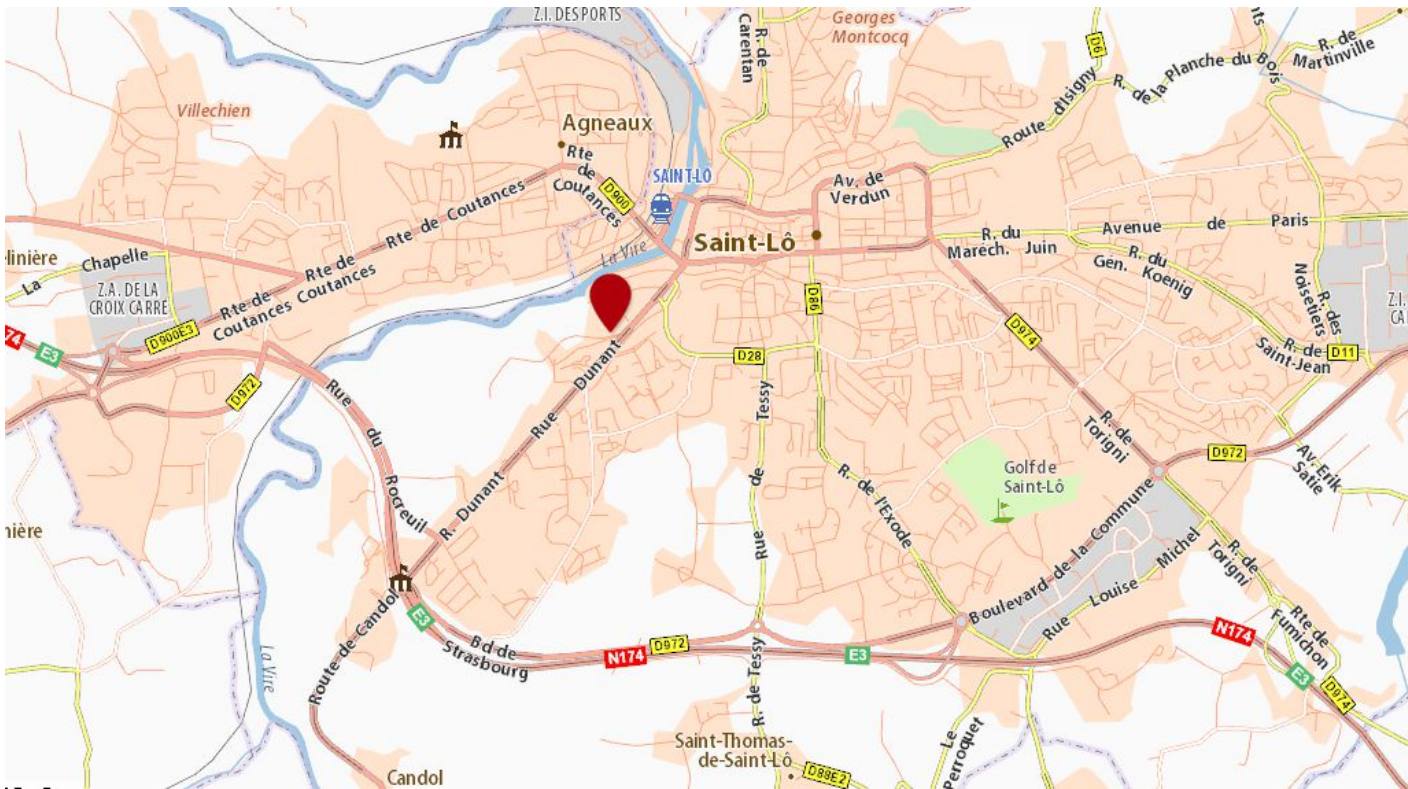 Z.I. DES PORTS
R. de
Carentan
Georges
Montcocq
D6
R. de
Martinville
R. de la Planche du Bois
Route d'Isigny
Villechien
Agneaux
Rte
de
Coutances
D900
SAINT-LÔ
Av. de
Verdun
Rte de Coutances
La Vire
Saint-Lô
R. du
Maréch. Juin
Avenue de Paris
R. du
Gén. Koenig
R. des
Noisetiers
La Chapelle
Z.A. DE LA
CROIX CARRÉ
Rte de
Coutances
Rte de
Coutances
D900E3
E3
D972
D86
D974
D28
R. de
Saint-Jean
D11
Z.I.
Rue
du
Rocreuil
Rue Dunant
R. Dunant
Rue de Tessy
R. de
Torigni
D972
Av. Erik
Satie
Golf de
Saint-Lô
R. de l'Exode
Boulevard de la Commune
Rue Louise Michel
R. de
Torigni
Route de Candol
E3
Bd de
Strasbourg
N174
D972
E3
N174
Rte de
Fumichon
E3
D974
La Vire
R. de Tessy
Le
Perroquet
Saint-Thomas-
de-Saint-Lô
D88E2
Candol